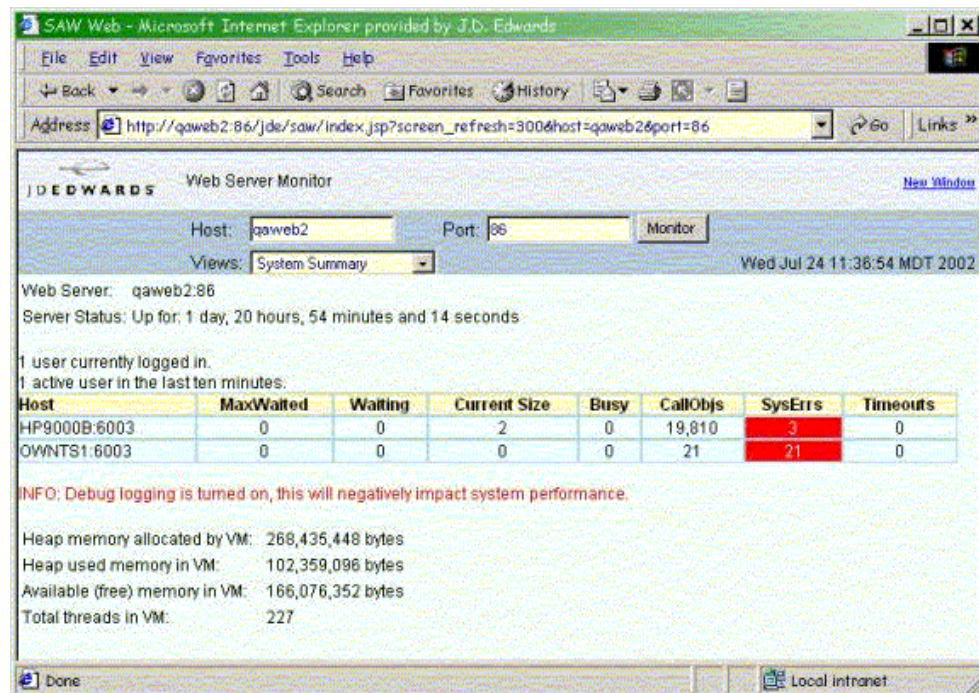 SAW Web - Microsoft Internet Explorer provided by J.D. Edwards
File Edit View Favorites Tools Help
Back Search Favorites History
Address http://qaweb2:86/jde/saw/index.jsp?screen_refresh=300&host=qaweb2&port=86 Go Links »
JDEDWARDS Web Server Monitor New Window
Host: qaweb2 Port: 86 Monitor
Views: System Summary Wed Jul 24 11:36:54 MDT 2002
Web Server: qaweb2:86
Server Status: Up for: 1 day, 20 hours, 54 minutes and 14 seconds
1 user currently logged in.
1 active user in the last ten minutes.
Host MaxWaited Waiting Current Size Busy CallObjs SysErrs Timeouts
HP9000B:6003 0 0 2 0 19,810 3 0
OWNTS1:6003 0 0 0 0 21 21 0
INFO: Debug logging is turned on, this will negatively impact system performance.
Heap memory allocated by VM: 268,435,448 bytes
Heap used memory in VM: 102,359,096 bytes
Available (free) memory in VM: 166,076,352 bytes
Total threads in VM: 227
Done Local intranet